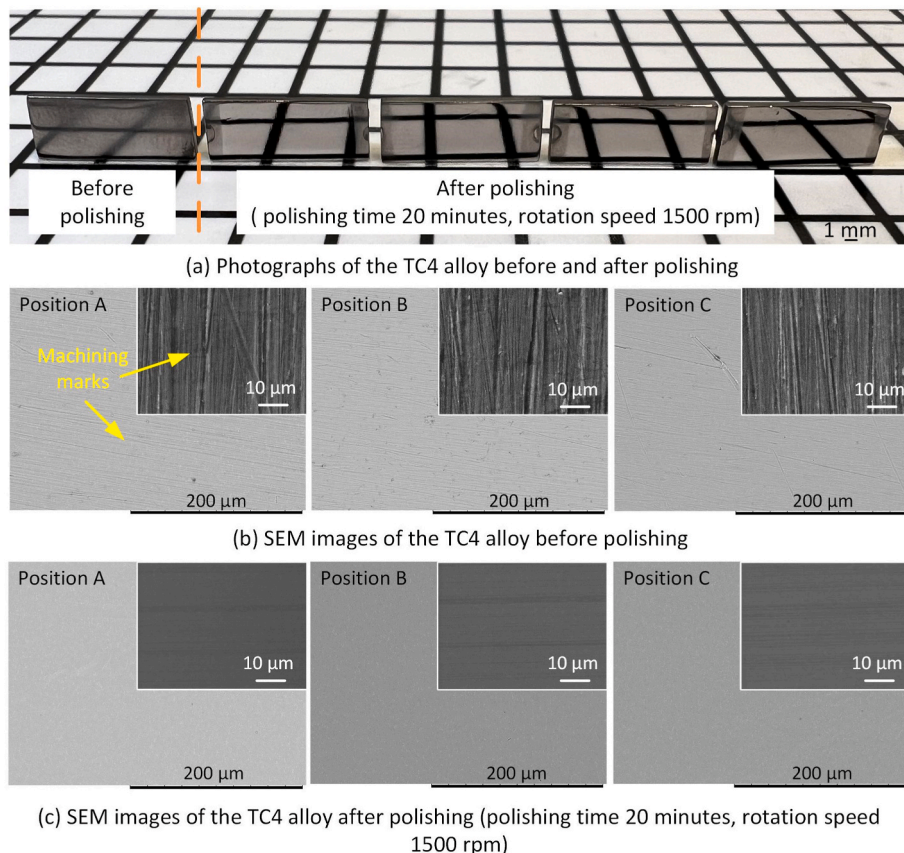 Before
polishing
After polishing
( polishing time 20 minutes, rotation speed 1500 rpm)
1 mm
(a) Photographs of the TC4 alloy before and after polishing
Position A
Machining
marks
10 μm
200 μm
Position B
10 μm
200 μm
Position C
10 μm
200 μm
(b) SEM images of the TC4 alloy before polishing
Position A
10 μm
200 μm
Position B
10 μm
200 μm
Position C
10 μm
200 μm
(c) SEM images of the TC4 alloy after polishing (polishing time 20 minutes, rotation speed
1500 rpm)